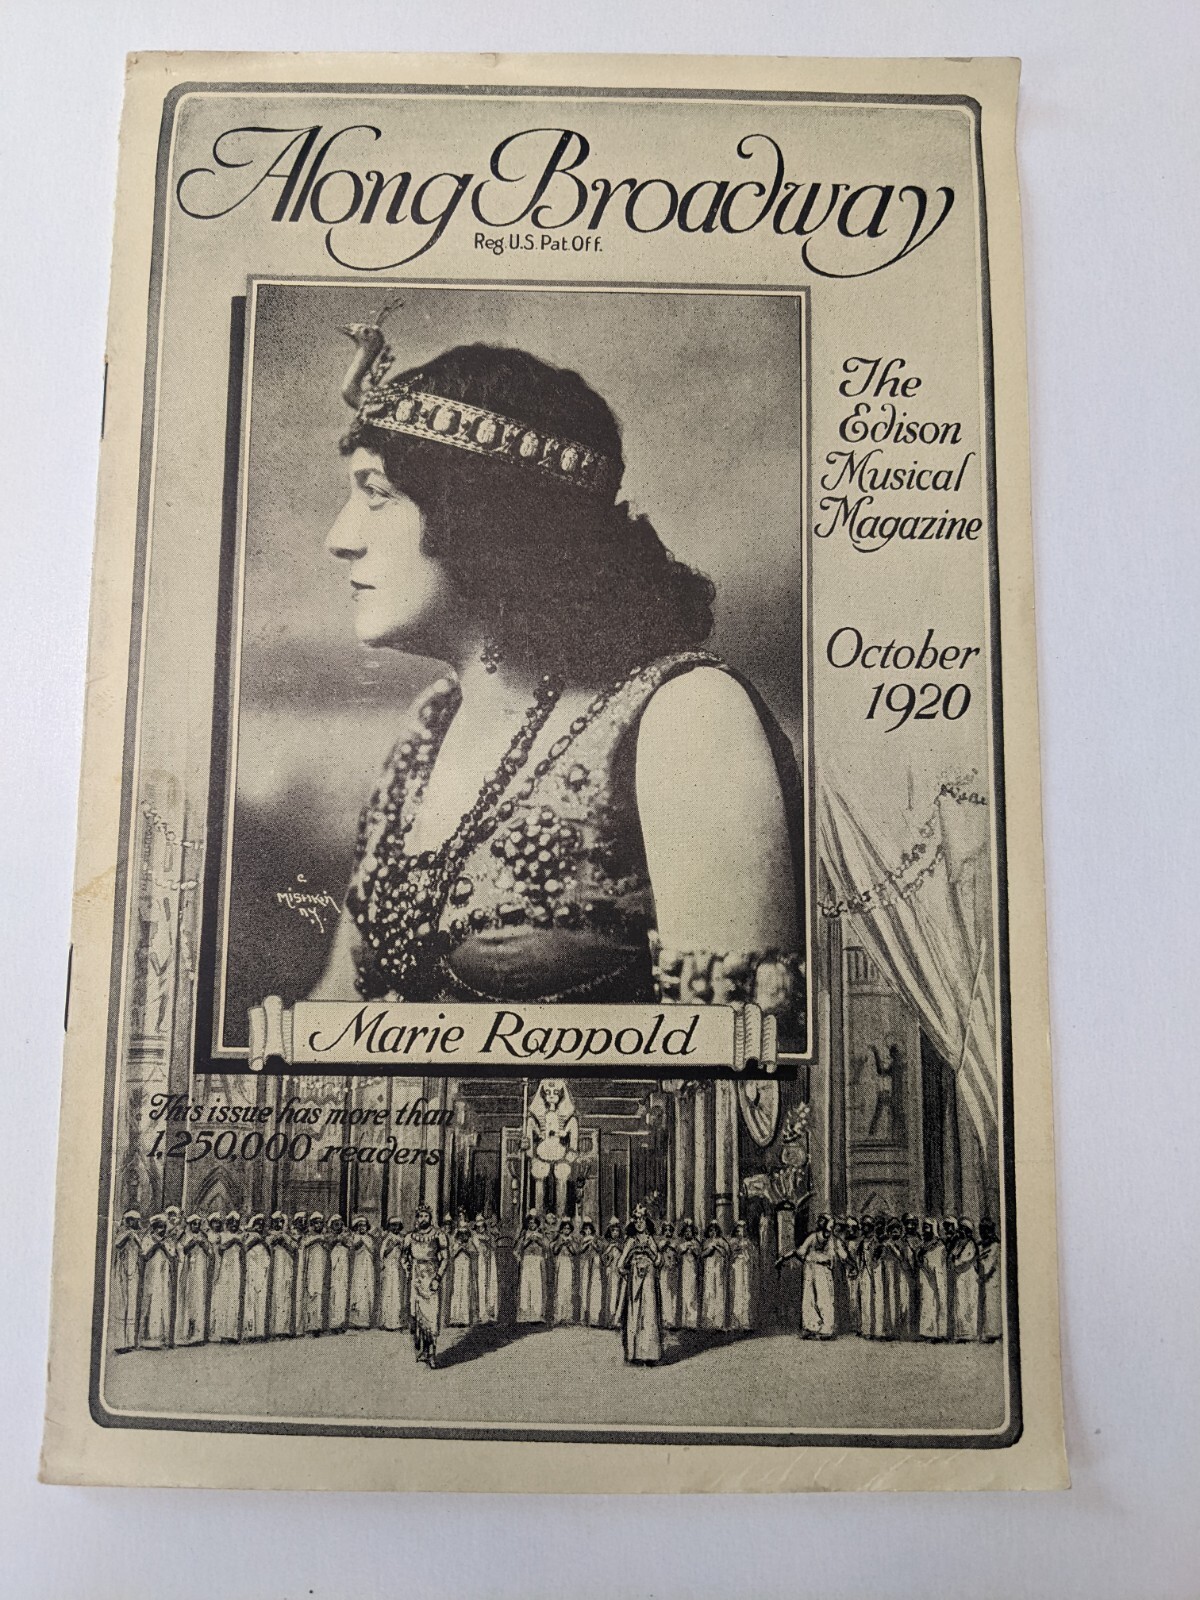 Along Broadway
Reg. U.S. Pat. Off.
The
Edison
Musical
Magazine
October
1920
©
Mishkin
N.Y.
Marie Rappold
This issue has more than
1,250,000 readers